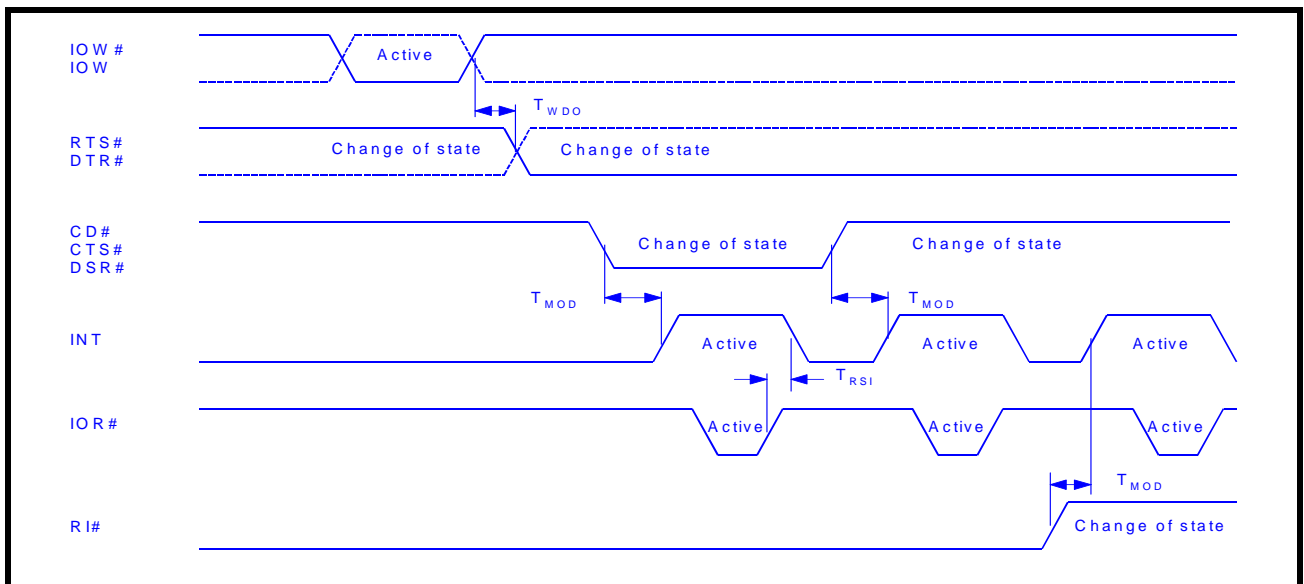 IOW#
IOW
Active
TWDO
RTS#
DTR#
Change of state
Change of state
CD#
CTS#
DSR#
Change of state
Change of state
TMOD
TMOD
INT
Active
Active
Active
TRSI
IOR#
Active
Active
Active
TMOD
RI#
Change of state